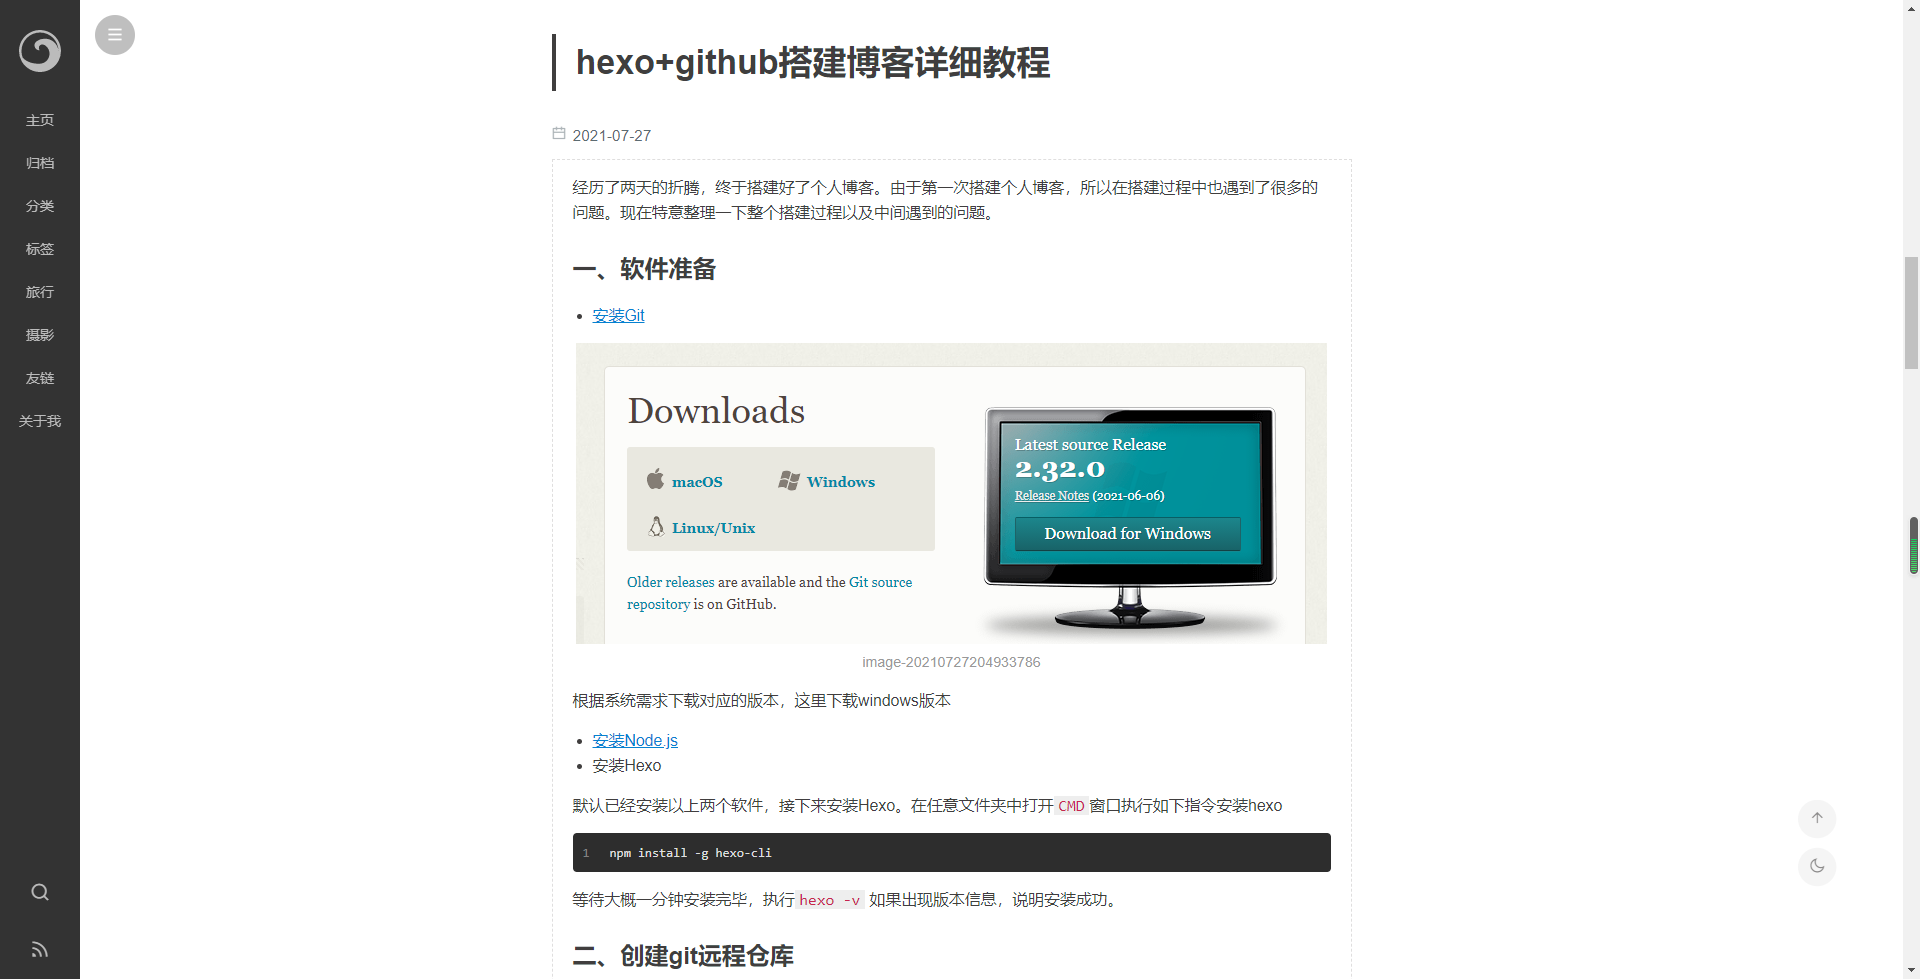 主页
归档
分类
标签
旅行
摄影
友链
关于我
hexo+github搭建博客详细教程
2021-07-27
经历了两天的折腾，终于搭建好了个人博客。由于第一次搭建个人博客，所以在搭建过程中也遇到了很多的
问题。现在特意整理一下整个搭建过程以及中间遇到的问题。
一、软件准备
安装Git
Downloads
macOS
Windows
Linux/Unix
Older releases are available and the Git source
repository is on GitHub.
Latest source Release
2.32.0
Release Notes (2021-06-06)
Download for Windows
image-20210727204933786
根据系统需求下载对应的版本，这里下载windows版本
安装Node.js
安装Hexo
默认已经安装以上两个软件，接下来安装Hexo。在任意文件夹中打开CMD窗口执行如下指令安装hexo
1 npm install -g hexo-cli
等待大概一分钟安装完毕，执行hexo -v 如果出现版本信息，说明安装成功。
二、创建git远程仓库